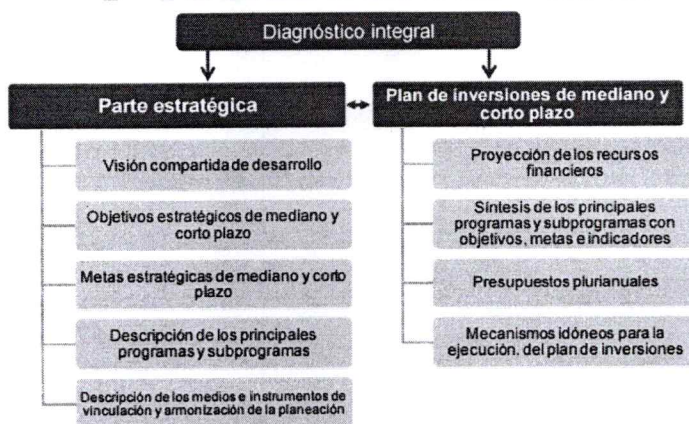 Diagnóstico integral
Parte estratégica
Visión compartida de desarrollo
Objetivos estratégicos de mediano y
corto plazo
Metas estratégicas de mediano y corto
plazo
Descripción de los principales
programas y subprogramas
Descripción de los medios e instrumentos de
vinculación y armonización de la planeación
Plan de inversiones de mediano y
corto plazo
Proyección de los recursos
financieros
Síntesis de los principales
programas y subprogramas con
objetivos, metas e indicadores
Presupuestos plurianuales
Mecanismos idóneos para la
ejecución. del plan de inversiones